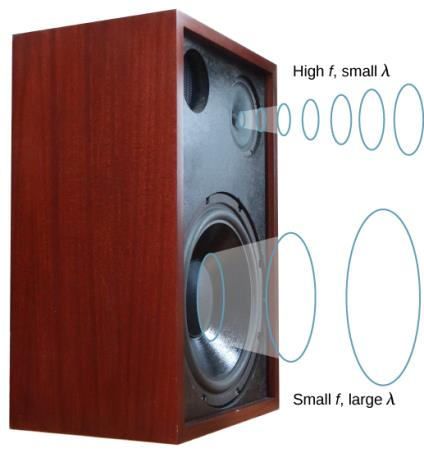 High f, small λ
Small f, large λ